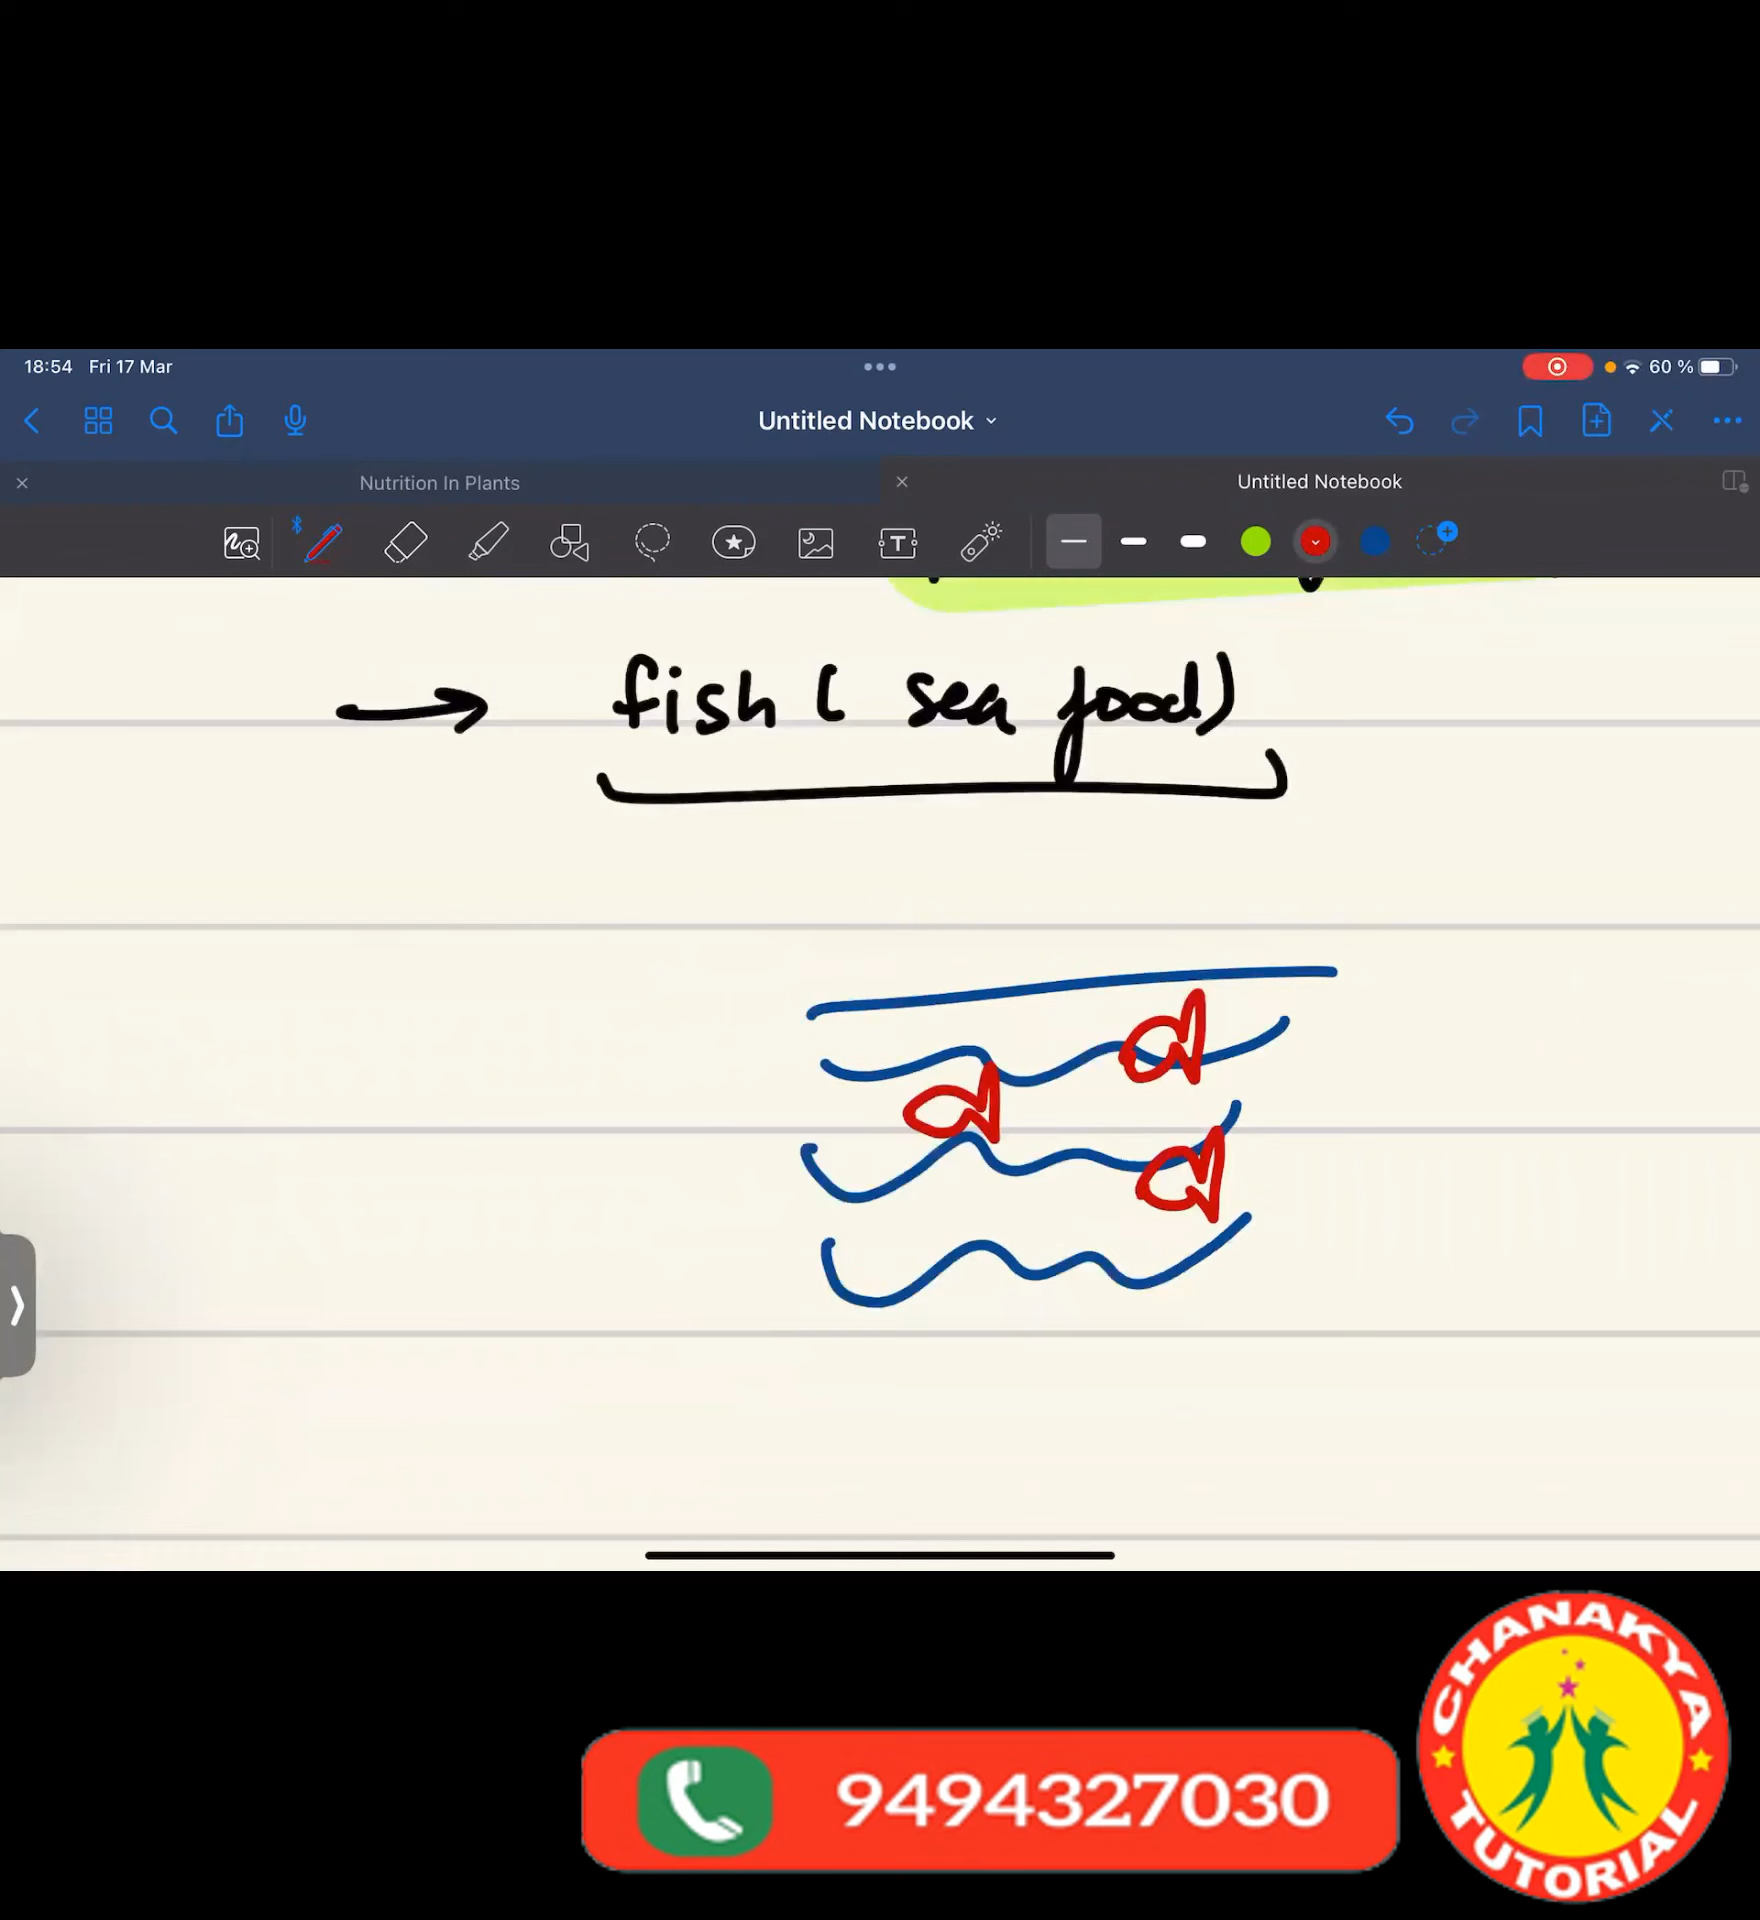 18:54 Fri 17 Mar
60 %
Untitled Notebook
Nutrition In Plants
Untitled Notebook
T
→ fish ( sea food)
9494327030
CHANAKYA
TUTORIAL